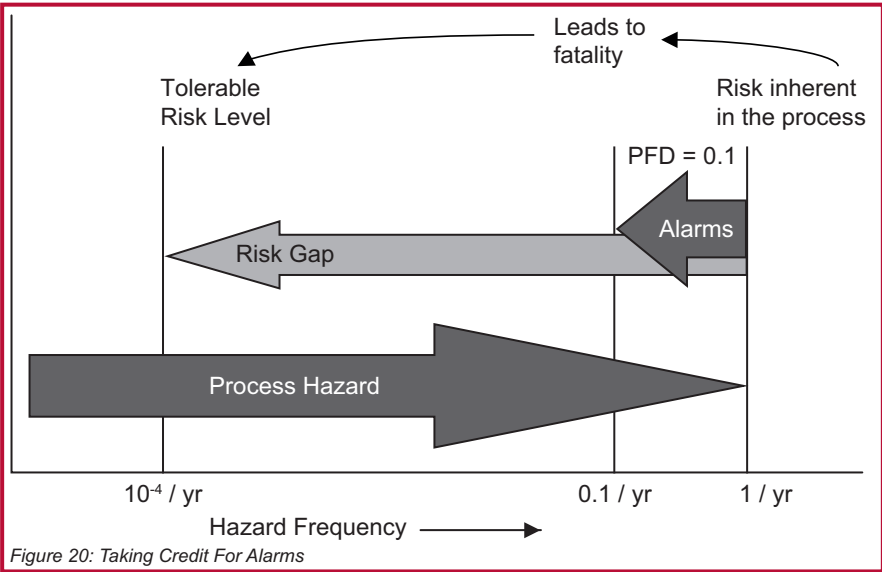 Leads to
fatality
Tolerable
Risk Level
Risk inherent
in the process
PFD = 0.1
Alarms
Risk Gap
Process Hazard
10⁻⁴ / yr
0.1 / yr
1 / yr
Hazard Frequency
Figure 20: Taking Credit For Alarms